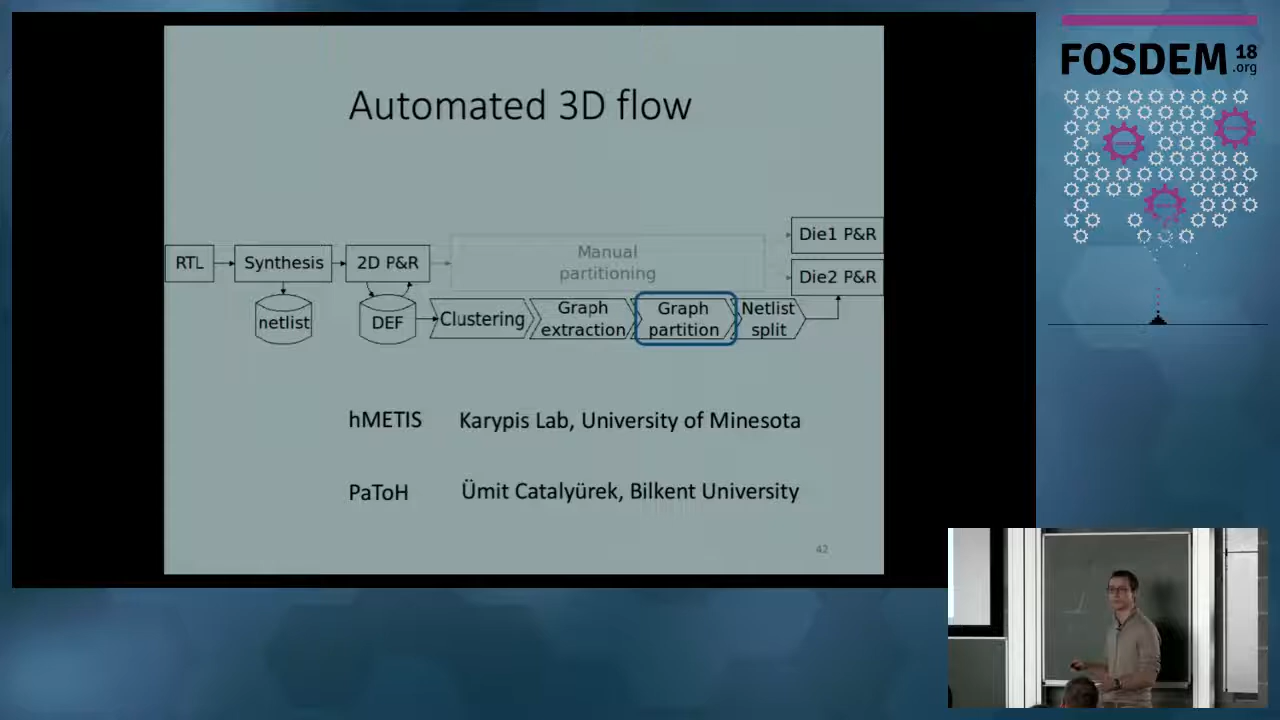 Automated 3D flow
RTL
Synthesis
2D P&R
Manual
partitioning
Die1 P&R
Die2 P&R
netlist
DEF
Clustering
Graph
extraction
Graph
partition
Netlist
split
hMETIS Karypis Lab, University of Minesota
PaToH Ümit Catalyürek, Bilkent University
42
FOSDEM 18
.org